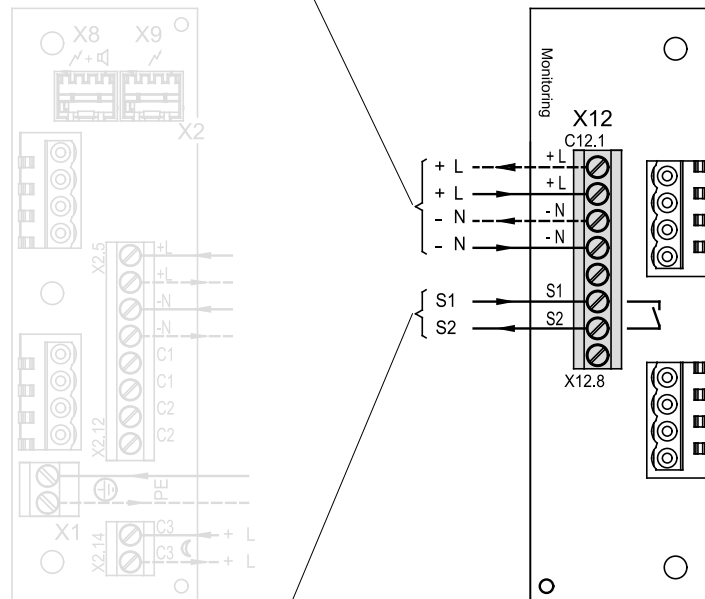 X8 X9
+
X2
X2.5
+L
+L
-N
-N
C1
C1
C2
C2
X2.12
PE
X1
C3 + L
C3 + L
X2.14
Monitoring
X12
C12.1
+ L + L
+ L + L
- N - N
- N - N
S1 S1
S2 S2
X12.8